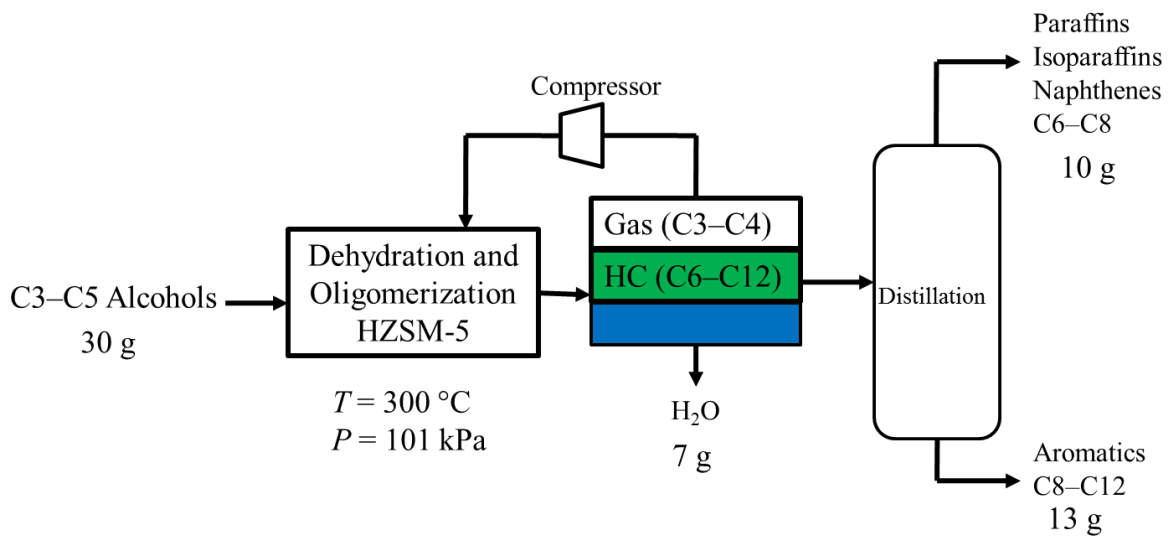 C3–C5 Alcohols
30 g
Dehydration and
Oligomerization
HZSM-5
T = 300 °C
P = 101 kPa
Compressor
Gas (C3–C4)
HC (C6–C12)
H₂O
7 g
Distillation
Paraffins
Isoparaffins
Naphthenes
C6–C8
10 g
Aromatics
C8–C12
13 g